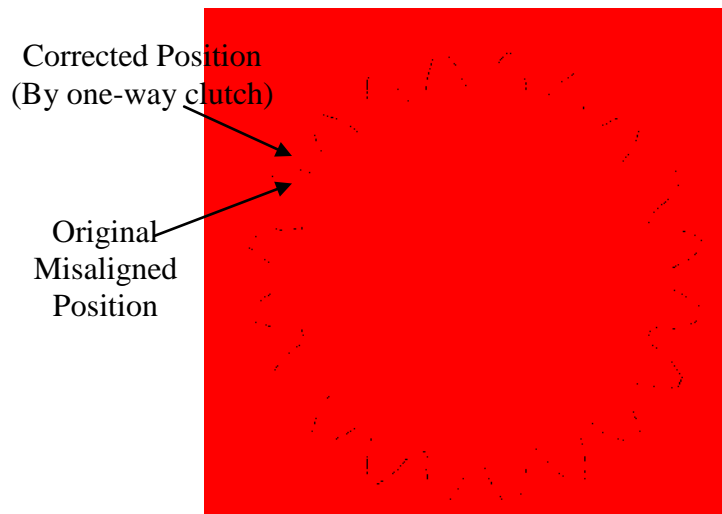 Corrected Position
(By one-way clutch)
Original
Misaligned
Position